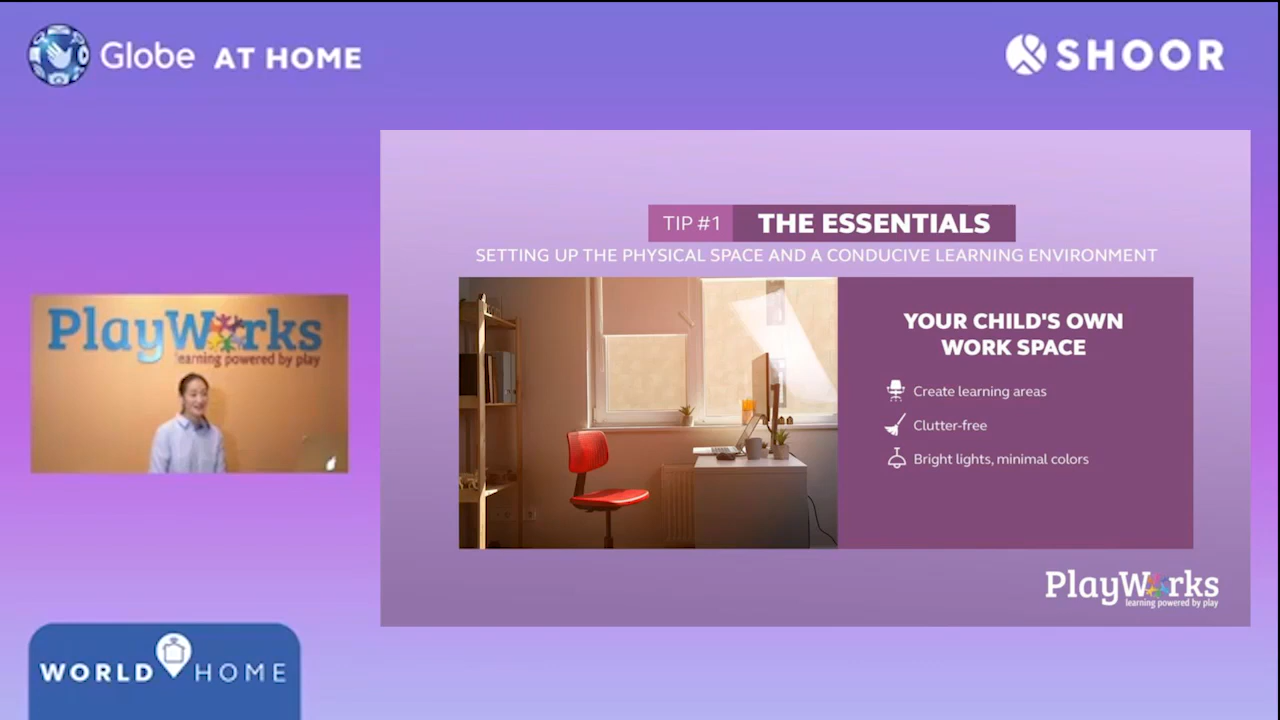 Globe AT HOME
SHOOR
TIP #1 THE ESSENTIALS
SETTING UP THE PHYSICAL SPACE AND A CONDUCIVE LEARNING ENVIRONMENT
YOUR CHILD'S OWN
WORK SPACE
Create learning areas
Clutter-free
Bright lights, minimal colors
PlayWorks
learning powered by play
PlayWorks
learning powered by play
WORLD HOME